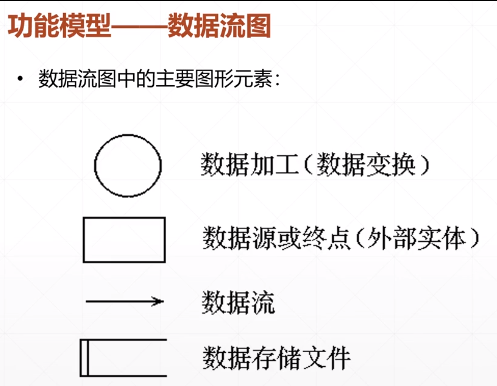 功能模型——数据流图
• 数据流图中的主要图形元素：
数据加工（数据变换）
数据源或终点（外部实体）
数据流
数据存储文件